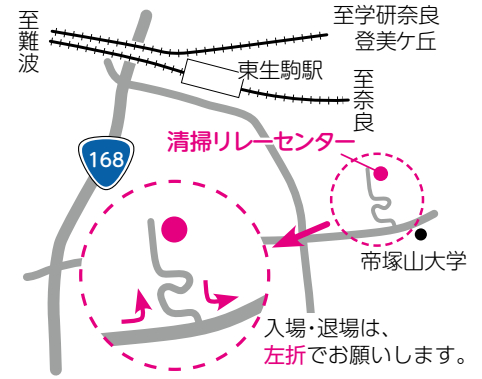 至難波
至学研奈良
登美ケ丘
東生駒駅
至奈良
168
清掃リレーセンター
帝塚山大学
入場・退場は、
左折でお願いします。